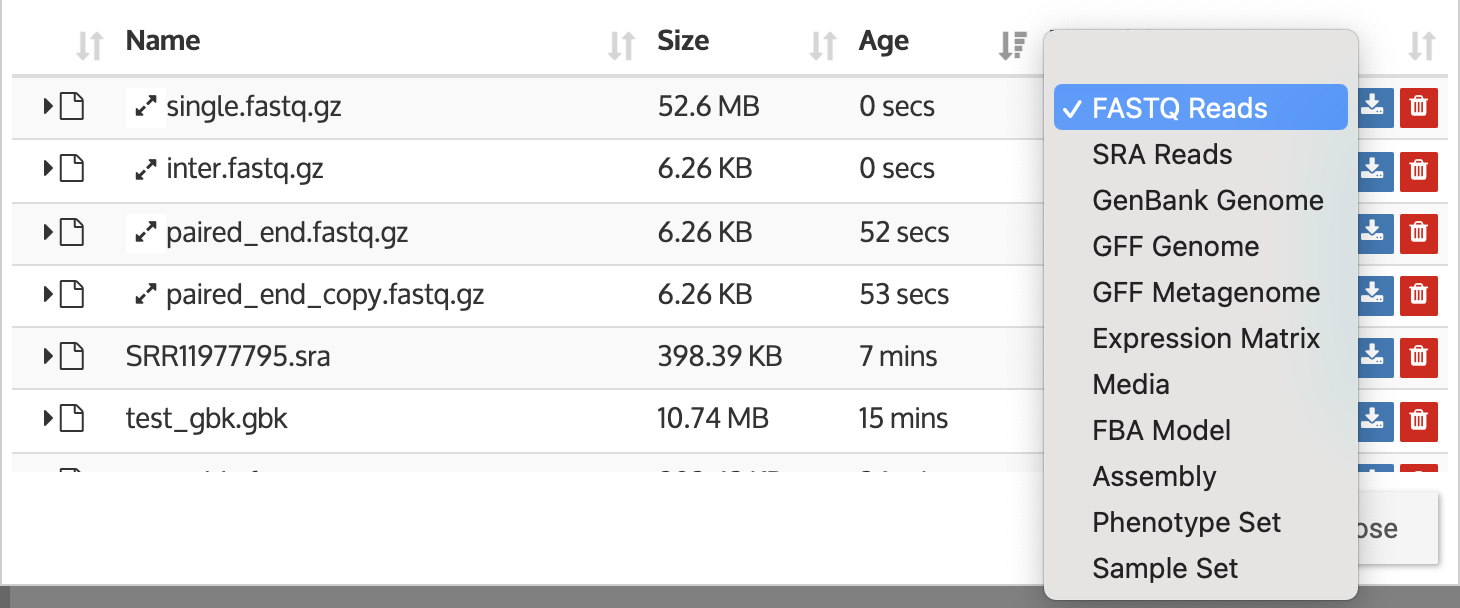 Name Size Age
single.fastq.gz 52.6 MB 0 secs
inter.fastq.gz 6.26 KB 0 secs
paired_end.fastq.gz 6.26 KB 52 secs
paired_end_copy.fastq.gz 6.26 KB 53 secs
SRR11977795.sra 398.39 KB 7 mins
test_gbk.gbk 10.74 MB 15 mins
✓ FASTQ Reads
SRA Reads
GenBank Genome
GFF Genome
GFF Metagenome
Expression Matrix
Media
FBA Model
Assembly
Phenotype Set
Sample Set
ose